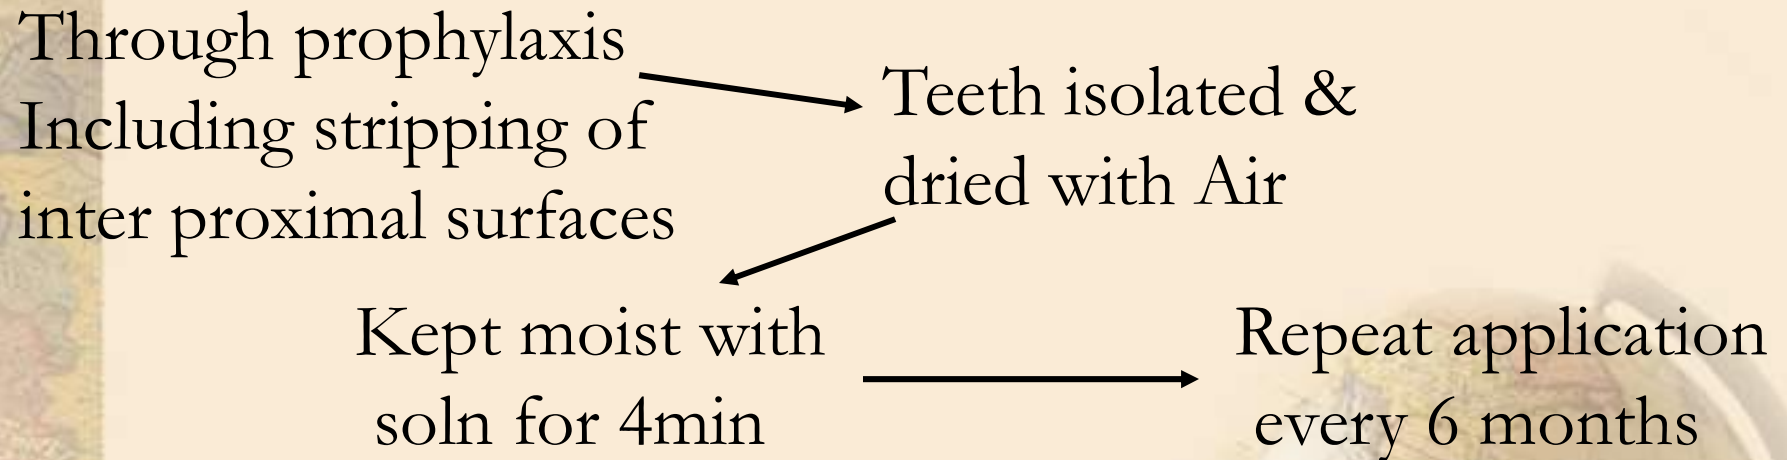 Through prophylaxis
Including stripping of
inter proximal surfaces
Teeth isolated &
dried with Air
Kept moist with
soln for 4min
Repeat application
every 6 months